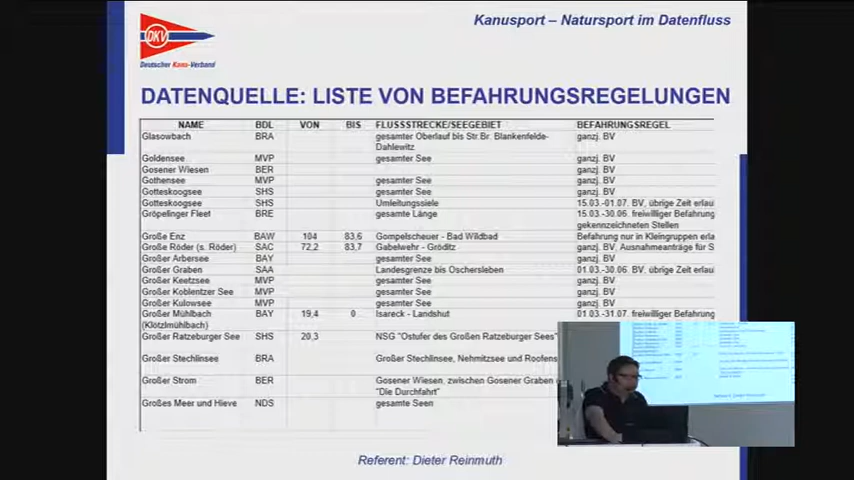 Kanusport – Natursport im Datenfluss
DKV
Deutscher Kanu-Verband
DATENQUELLE: LISTE VON BEFAHRUNGSREGELUNGEN
NAME BDL VON BIS FLUSSSTRECKE/SEEGEBIET BEFAHRUNGSREGEL
Glasowbach BRA gesamter Oberlauf bis Str.Br. Blankenfelde- ganzj. BV
Dahlewitz
Goldensee MVP gesamter See ganzj. BV
Gosener Wiesen BER ganzj. BV
Gothensee MVP gesamter See ganzj. BV
Gotteskoogsee SHS gesamter See ganzj. BV
Gotteskoogsee SHS Umleitungssiele 15.03.-01.07. BV, übrige Zeit erlau
Gröpelinger Fleet BRE gesamte Länge 15.03.-30.06. freiwilliger Befahrung
gekennzeichneten Stellen
Große Enz BAW 104 83,6 Gompelscheuer - Bad Wildbad Befahrung nur in Kleingruppen erla
Große Röder (s. Röder) SAC 72,2 83,7 Gabelwehr - Gröditz ganzj. BV, Ausnahmeanträge für S
Großer Arbersee BAY gesamter See ganzj. BV
Großer Graben SAA Landesgrenze bis Oschersleben 01.03.-30.06 BV, übrige Zeit erlau
Großer Keetzsee MVP gesamter See ganzj. BV
Großer Koblentzer See MVP gesamter See ganzj. BV
Großer Kulowsee MVP gesamter See ganzj. BV
Großer Mühlbach BAY 19,4 0 Isareck - Landshut 01.03.-31.07. freiwilliger Befahrung
(Klötzlmühlbach)
Großer Ratzeburger See SHS 20,3 NSG "Ostufer des Großen Ratzeburger Sees"
Großer Stechlinsee BRA Großer Stechlinsee, Nehmitzsee und Roofens
Großer Strom BER Gosener Wiesen, zwischen Gosener Graben
"Die Durchfahrt"
Großes Meer und Hieve NDS gesamte Seen
Referent: Dieter Reinmuth